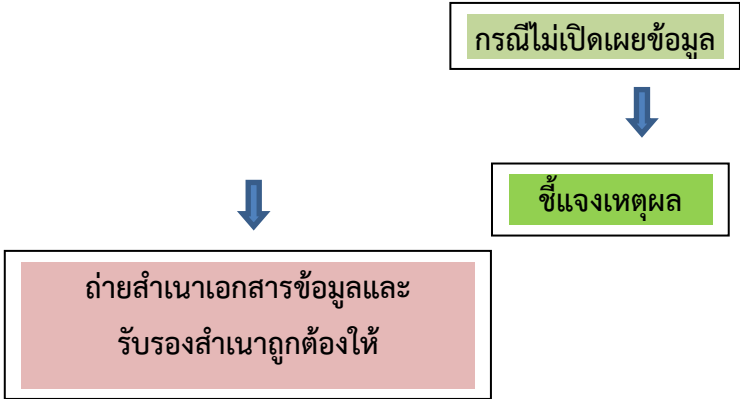 กรณีไม่เปิดเผยข้อมูล
ชี้แจงเหตุผล
ถ่ายสำเนาเอกสารข้อมูลและ
รับรองสำเนาถูกต้องให้